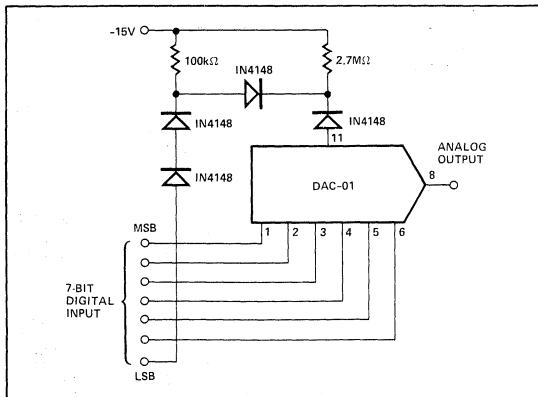 -15V
100kΩ
2.7MΩ
IN4148
IN4148
IN4148
11
ANALOG
OUTPUT
IN4148
8
DAC-01
MSB
1 2 3 4 5 6
7-BIT
DIGITAL
INPUT
LSB